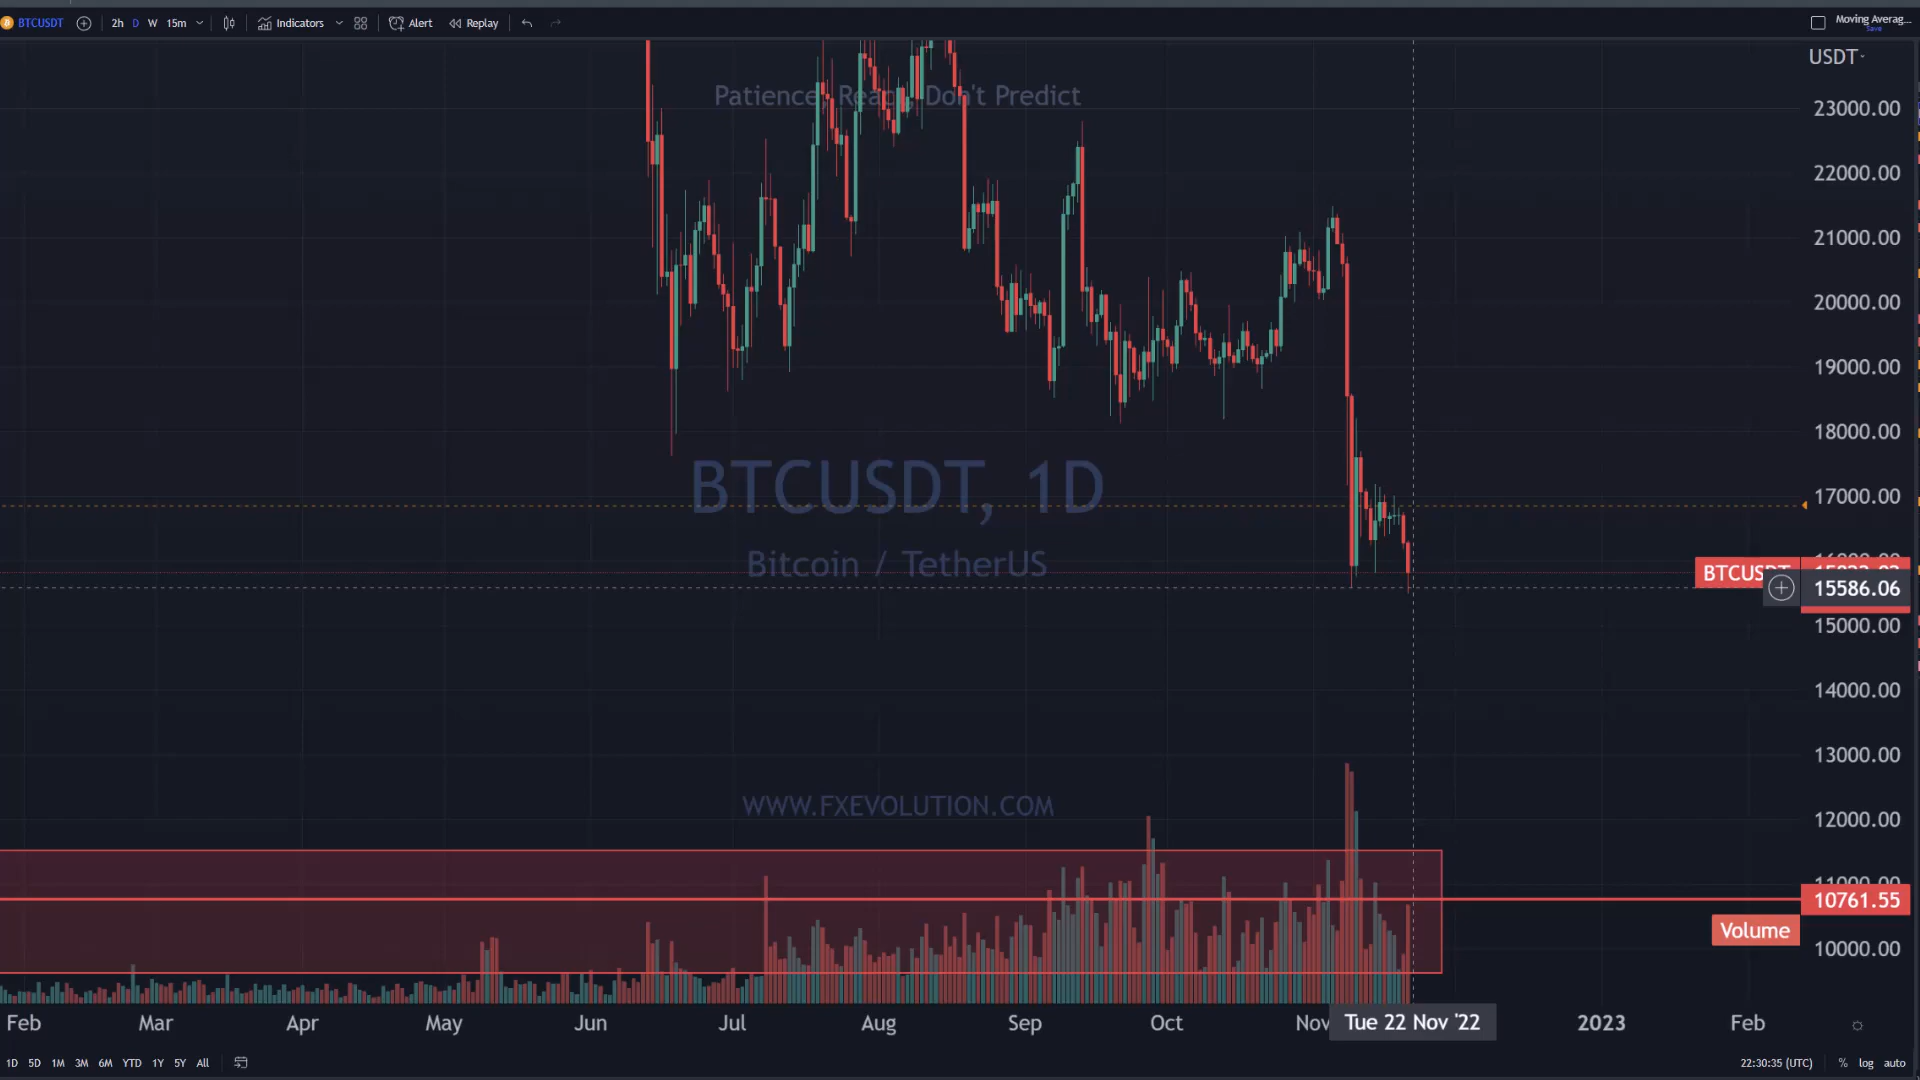 BTCUSDT 2h D W 15m Indicators Alert Replay Moving Averag...
Save
USDT
Patience, React, Don't Predict
23000.00
22000.00
21000.00
20000.00
19000.00
18000.00
BTCUSDT, 1D
17000.00
Bitcoin / TetherUS
BTCUSDT
15586.06
15000.00
14000.00
13000.00
WWW.FXEVOLUTION.COM
12000.00
10761.55
Volume
10000.00
Feb Mar Apr May Jun Jul Aug Sep Oct Nov Tue 22 Nov '22 2023 Feb
1D 5D 1M 3M 6M YTD 1Y 5Y All 22:30:35 (UTC) % log auto